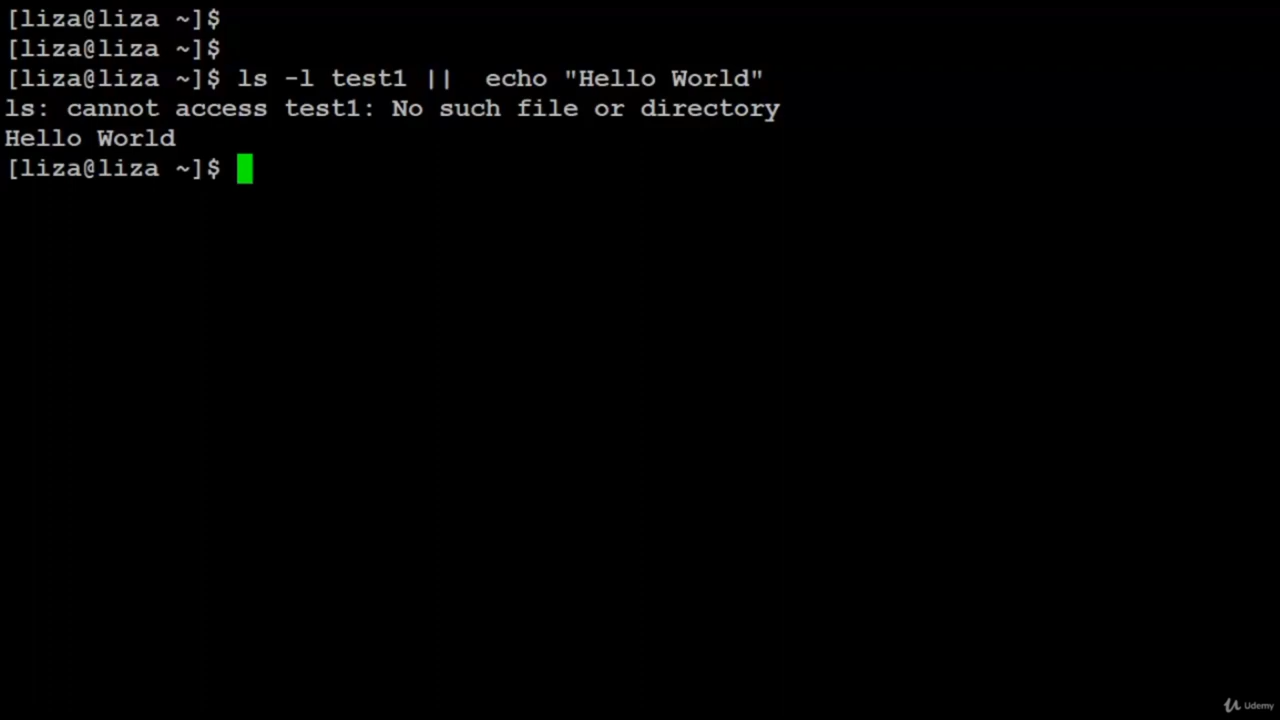 [liza@liza ~]$
[liza@liza ~]$
[liza@liza ~]$ ls -l test1 ||  echo "Hello World"
ls: cannot access test1: No such file or directory
Hello World
[liza@liza ~]$
Udemy